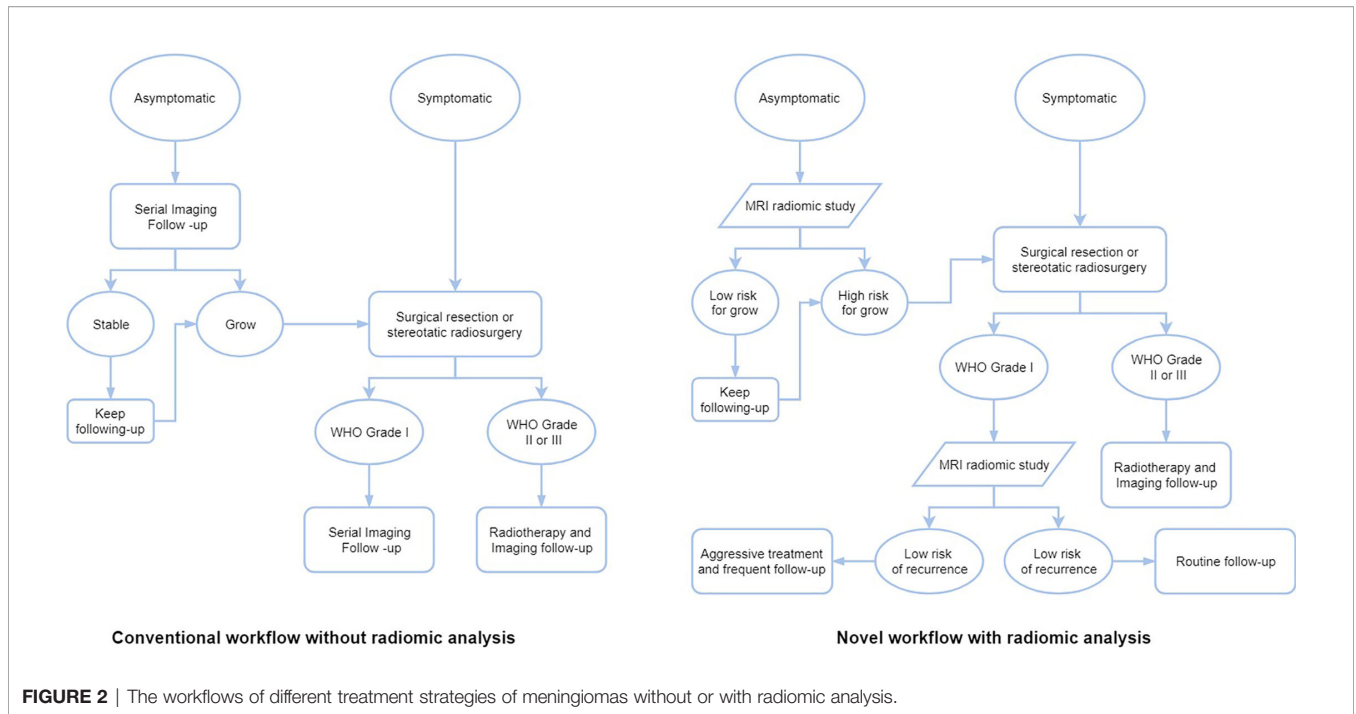 Asymptomatic
Serial Imaging
Follow -up
Stable
Grow
Keep
following-up
Symptomatic
Surgical resection or
stereotatic radiosurgery
WHO Grade I
WHO Grade
II or III
Serial Imaging
Follow -up
Radiotherapy and
Imaging follow-up
Conventional workflow without radiomic analysis
Asymptomatic
MRI radiomic study
Low risk
for grow
High risk
for grow
Keep
following-up
Symptomatic
Surgical resection or
stereotatic radiosurgery
WHO Grade I
WHO Grade
II or III
MRI radiomic study
Radiotherapy and
Imaging follow-up
Aggressive treatment
and frequent follow-up
Low risk
of recurrence
Low risk
of recurrence
Routine follow-up
Novel workflow with radiomic analysis
FIGURE 2 | The workflows of different treatment strategies of meningiomas without or with radiomic analysis.